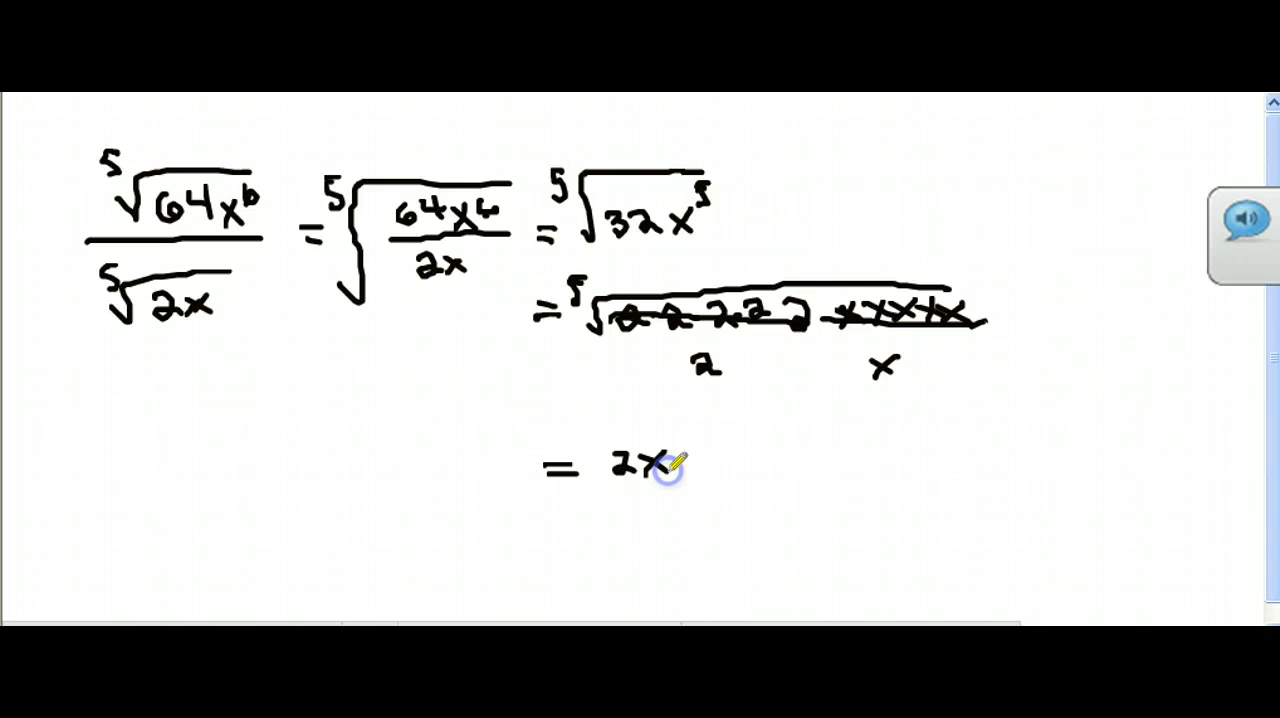 ⁵√(64x⁶) / ⁵√(2x) = ⁵√(64x⁶ / 2x) = ⁵√(32x⁵)
= ⁵√(2 2 2·2 2 x x x x x)
2 x
= 2x